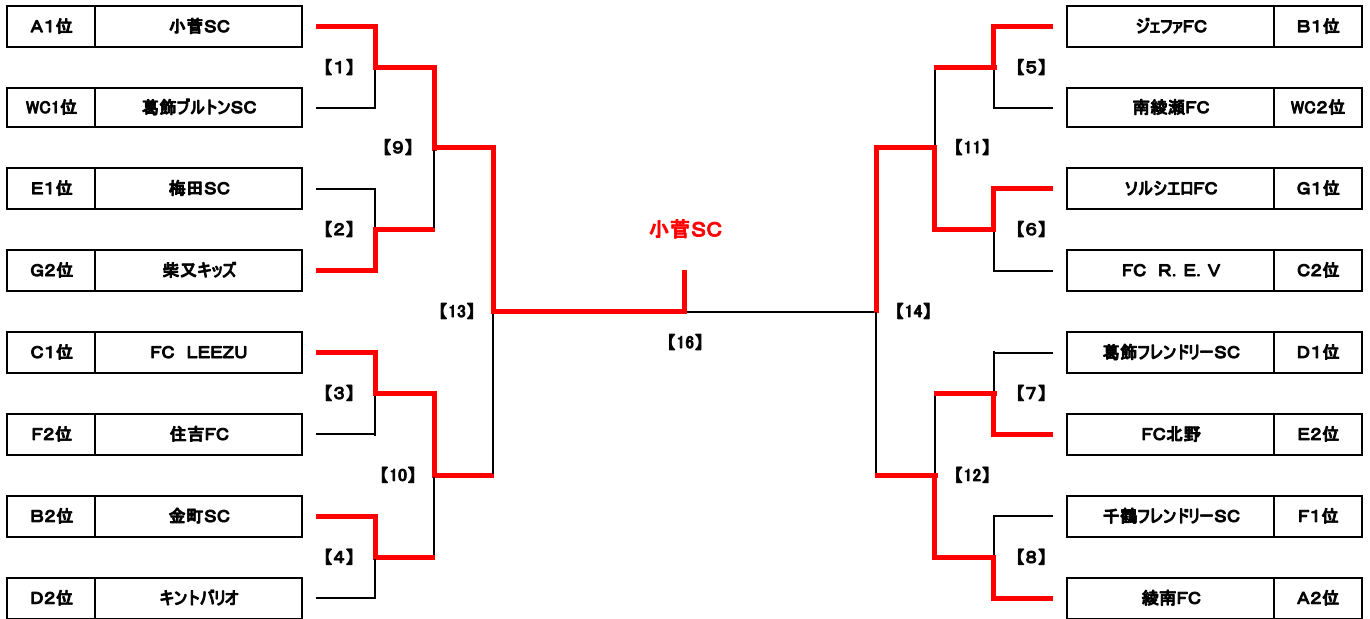 A1位 小菅SC
【1】
WC1位 葛飾ブルトンSC
【9】
E1位 梅田SC
【2】
G2位 柴又キッズ
【13】
C1位 FC LEEZU
【3】
F2位 住吉FC
【10】
B2位 金町SC
【4】
D2位 キントバリオ
小菅SC
【16】
ジェファFC B1位
【5】
南綾瀬FC WC2位
【11】
ソルシエロFC G1位
【6】
FC R．E．V C2位
【14】
葛飾フレンドリーSC D1位
【7】
FC北野 E2位
【12】
千鶴フレンドリーSC F1位
【8】
綾南FC A2位